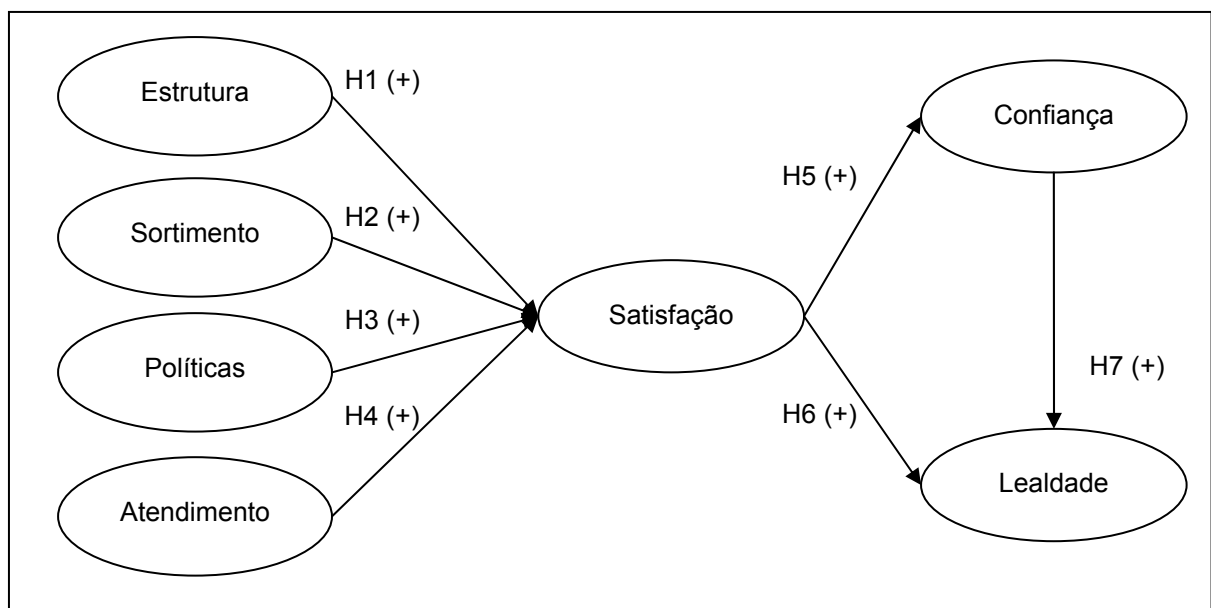 Estrutura
H1 (+)
Sortimento
H2 (+)
Políticas
H3 (+)
Atendimento
H4 (+)
Satisfação
H5 (+)
H6 (+)
Confiança
H7 (+)
Lealdade